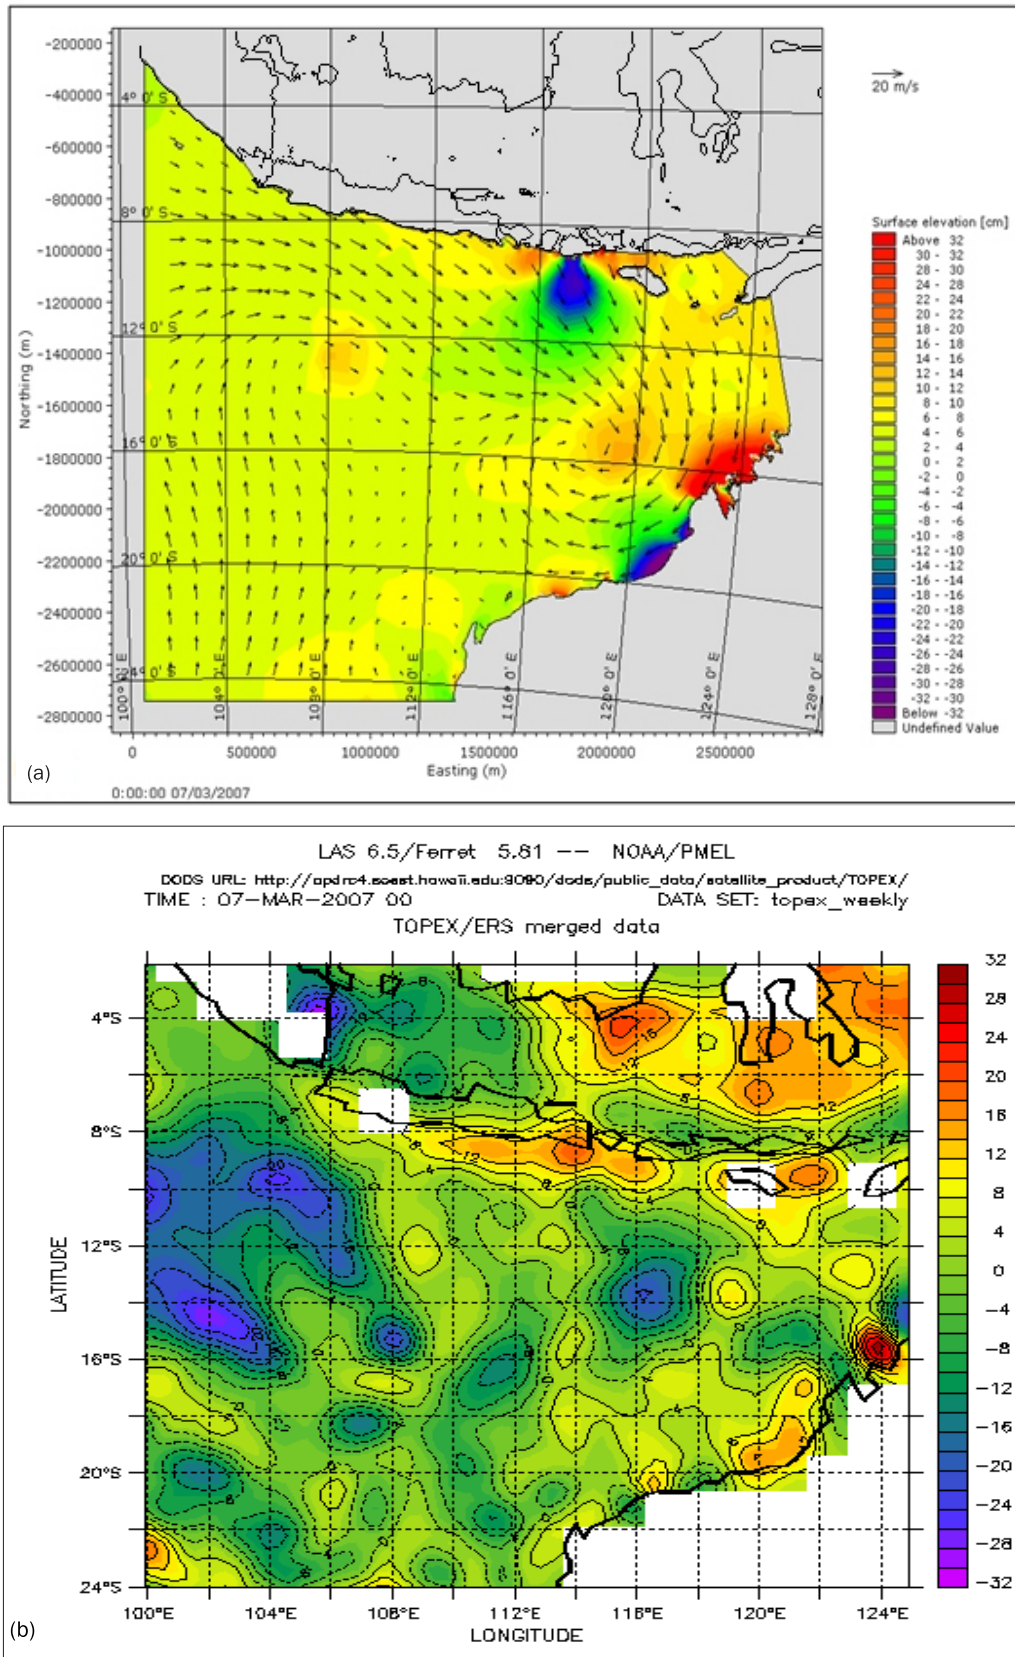 -200000
-400000
-600000
-800000
-1000000
-1200000
-1400000
-1600000
-1800000
-2000000
-2200000
-2400000
-2600000
-2800000
Northing (m)
4° 0' S
8° 0' S
12° 0' S
16° 0' S
20° 0' S
24° 0' S
100° 0' E
104° 0' E
108° 0' E
112° 0' E
116° 0' E
120° 0' E
124° 0' E
128° 0' E
0 500000 1000000 1500000 2000000 2500000
Easting (m)
(a)
0:00:00 07/03/2007
20 m/s
Surface elevation [cm]
Above 32
30 - 32
28 - 30
26 - 28
24 - 26
22 - 24
20 - 22
18 - 20
16 - 18
14 - 16
12 - 14
10 - 12
8 - 10
6 - 8
4 - 6
2 - 4
0 - 2
-2 - 0
-4 - -2
-6 - -4
-8 - -6
-10 - -8
-12 - -10
-14 - -12
-16 - -14
-18 - -16
-20 - -18
-22 - -20
-24 - -22
-26 - -24
-28 - -26
-30 - -28
-32 - -30
Below -32
Undefined Value
LAS 6.5/Ferret 5.81 -- NOAA/PMEL
DODS URL: http://apdrc4.soest.hawaii.edu:9090/dods/public_data/satellite_product/TOPEX/
TIME : 07-MAR-2007 00 DATA SET: topex_weekly
TOPEX/ERS merged data
4°S
8°S
12°S
16°S
20°S
24°S
LATITUDE
100°E 104°E 108°E 112°E 116°E 120°E 124°E
LONGITUDE
(b)
32
28
24
20
16
12
8
4
0
-4
-8
-12
-16
-20
-24
-28
-32